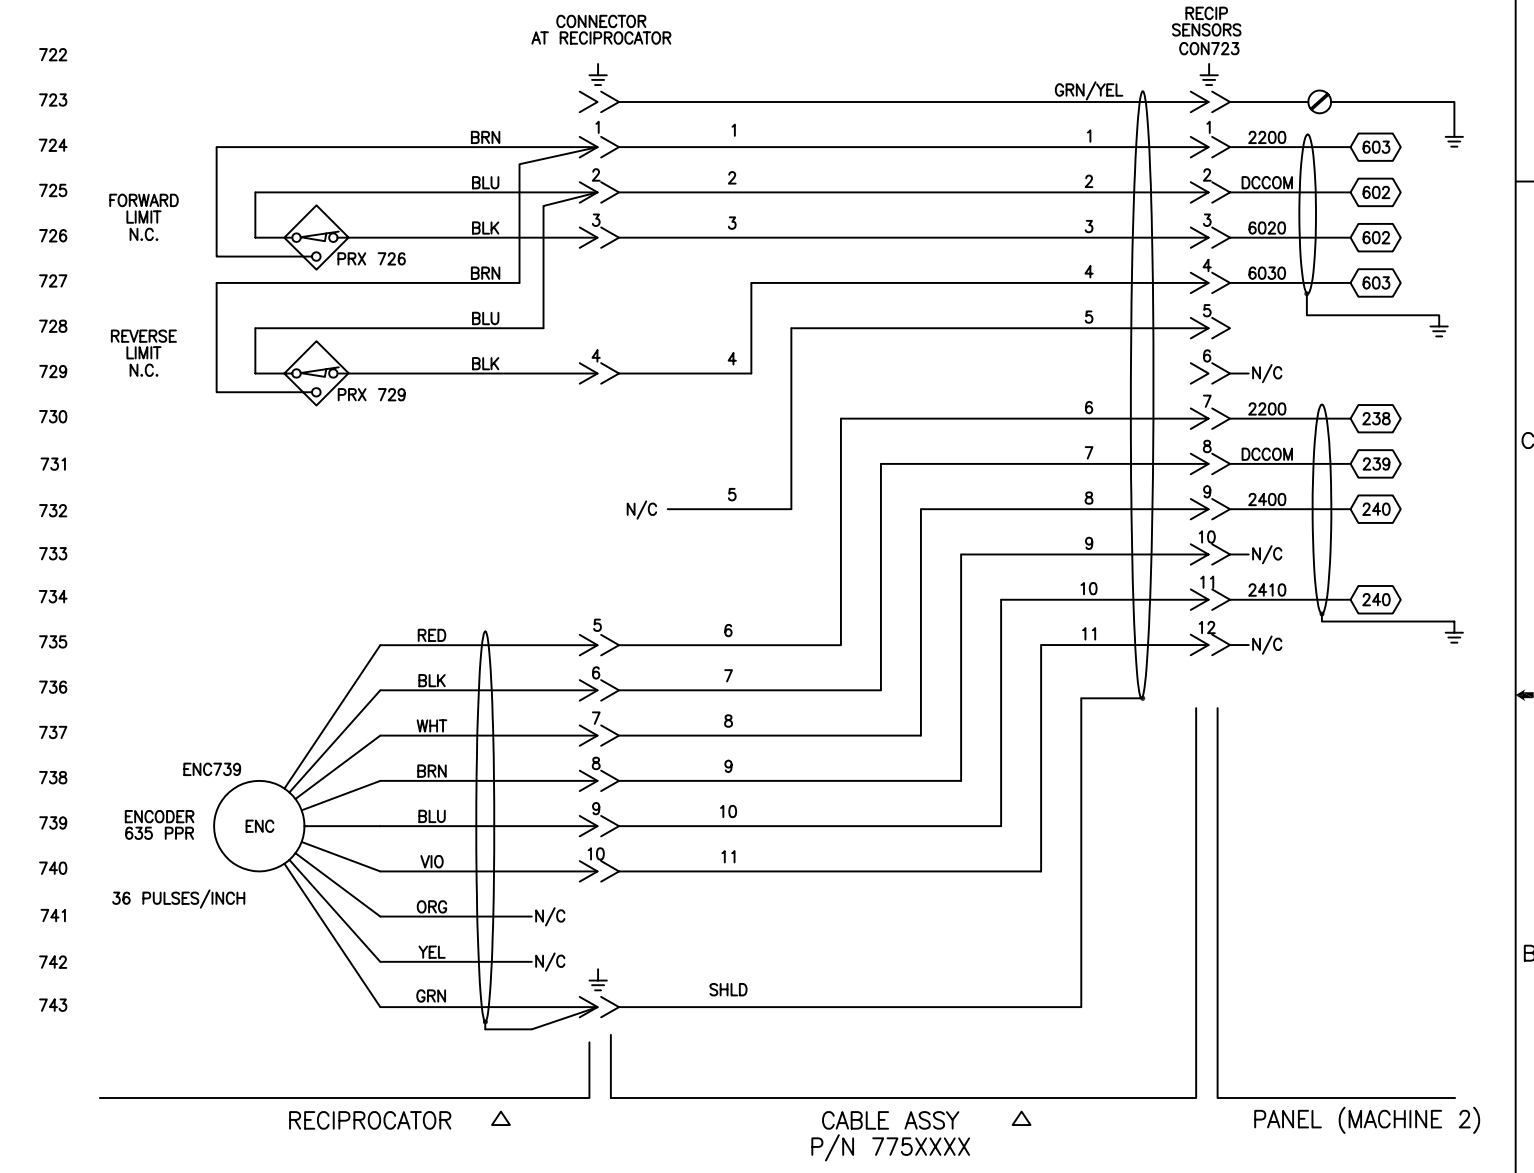 CONNECTOR
AT RECIPROCATOR
RECIP
SENSORS
CON723
722
723
GRN/YEL
724
BRN
1
1
1
1
2200
603
725
FORWARD
LIMIT
N.C.
BLU
2
2
2
2
DCCOM
602
726
BLK
3
3
3
3
6020
602
PRX 726
727
BRN
4
4
6030
603
728
BLU
5
5
REVERSE
LIMIT
N.C.
729
BLK
4
4
6
N/C
PRX 729
730
6
7
2200
238
C
731
7
8
DCCOM
239
732
N/C
5
8
9
2400
240
733
9
10
N/C
734
10
11
2410
240
735
RED
5
6
11
12
N/C
736
BLK
6
7
737
WHT
7
8
738
ENC739
BRN
8
9
739
ENCODER
635 PPR
ENC
BLU
9
10
740
VIO
10
11
36 PULSES/INCH
741
ORG
N/C
742
YEL
N/C
B
743
GRN
SHLD
RECIPROCATOR
CABLE ASSY
P/N 775XXXX
PANEL (MACHINE 2)